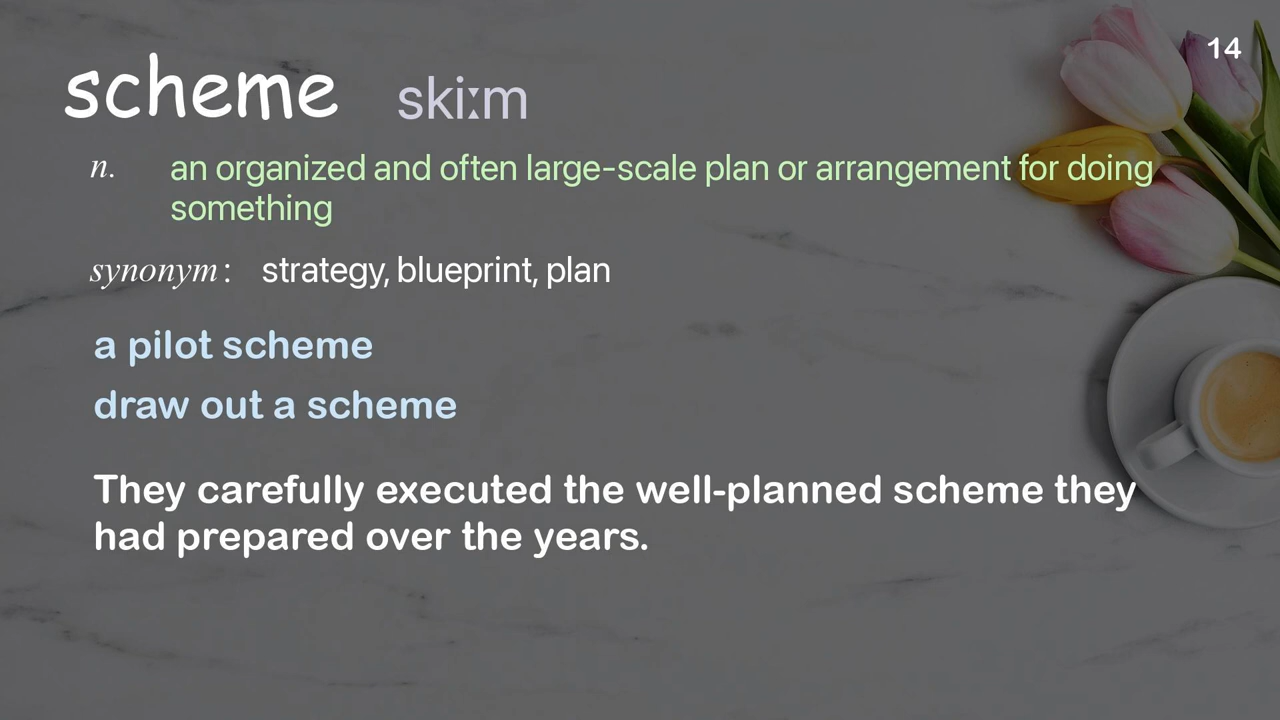 14
scheme ski:m
n. an organized and often large-scale plan or arrangement for doing
something
synonym: strategy, blueprint, plan
a pilot scheme
draw out a scheme
They carefully executed the well-planned scheme they
had prepared over the years.